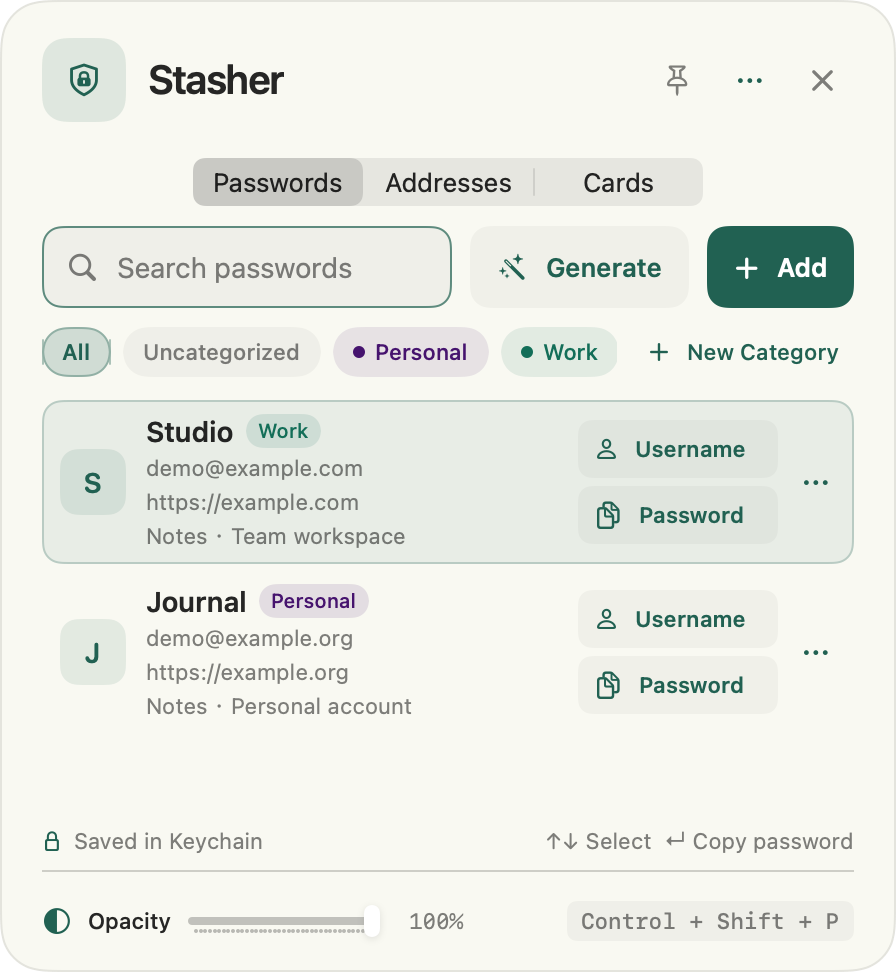 Stasher
Passwords Addresses Cards
Search passwords Generate + Add
All Uncategorized Personal Work + New Category
Studio Work
S
demo@example.com
https://example.com
Notes · Team workspace
Username
Password
Journal Personal
J
demo@example.org
https://example.org
Notes · Personal account
Username
Password
Saved in Keychain ↑↓ Select ↵ Copy password
Opacity 100% Control + Shift + P